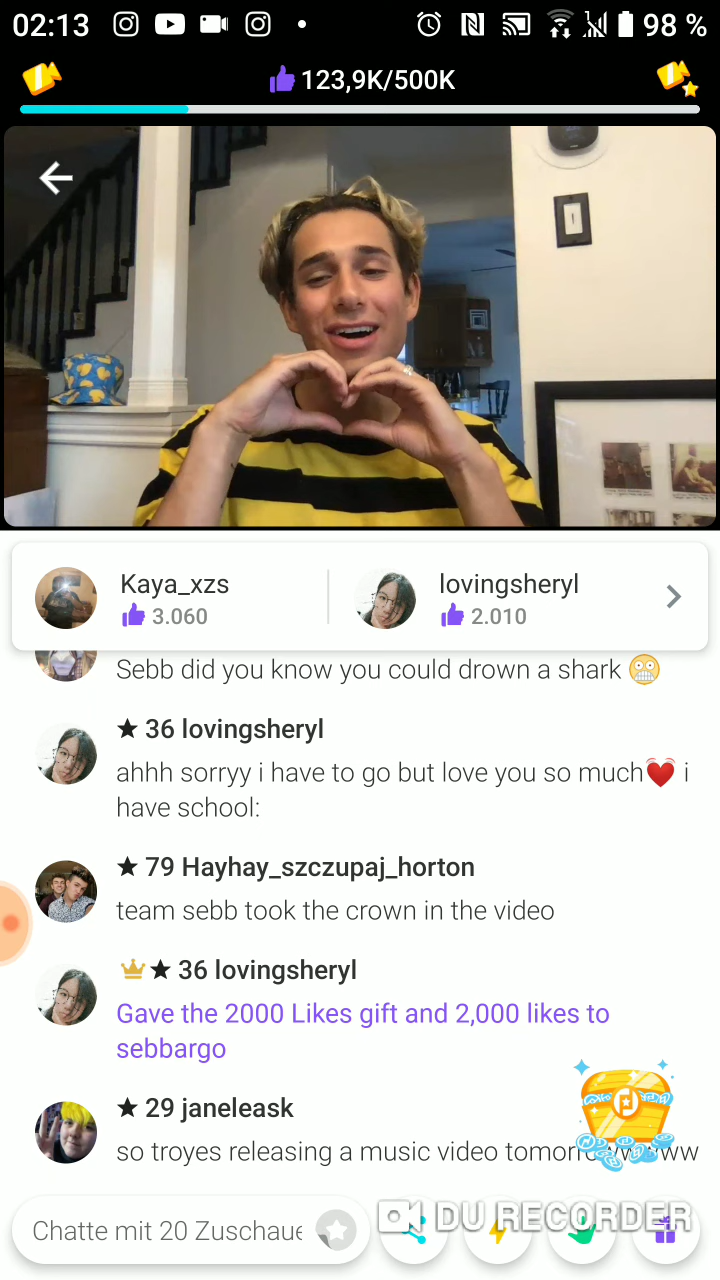 02:13
98 %
123,9K/500K
Kaya_xzs
3.060
lovingsheryl
2.010
Sebb did you know you could drown a shark 😬
★ 36 lovingsheryl
ahhh sorryy i have to go but love you so much💓 i
have school:
★ 79 Hayhay_szczupaj_horton
team sebb took the crown in the video
★ 36 lovingsheryl
Gave the 2000 Likes gift and 2,000 likes to
sebbargo
★ 29 janeleask
so troyes releasing a music video
Chatte mit 20
DU RECORDER